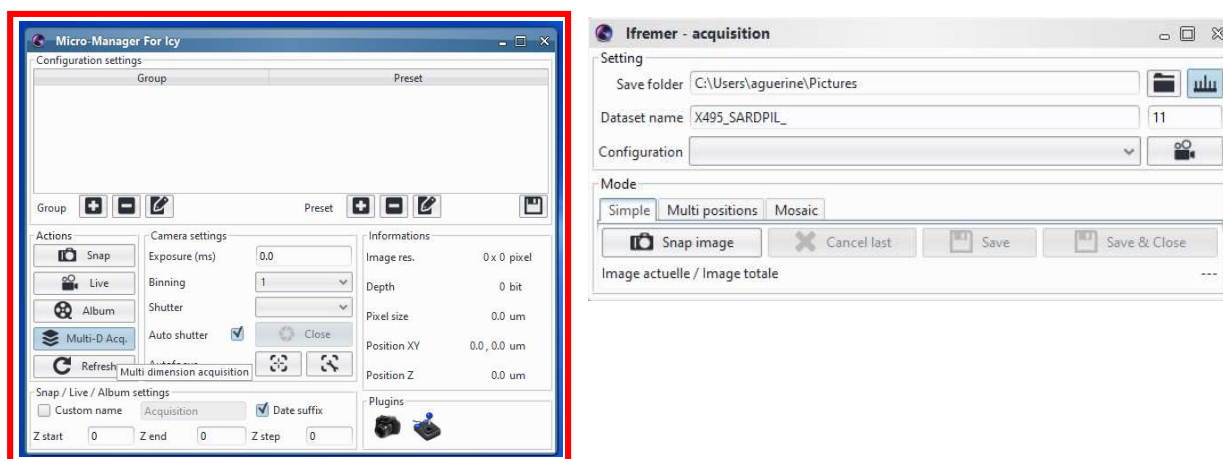 Micro-Manager For Icy
Configuration settings
Group Preset
Group Preset
Actions
Snap
Live
Album
Multi-D Acq.
Refresh
Multi dimension acquisition
Camera settings
Exposure (ms) 0.0
Binning 1
Shutter
Auto shutter Close
Informations
Image res. 0 x 0 pixel
Depth 0 bit
Pixel size 0.0 um
Position XY 0.0 , 0.0 um
Position Z 0.0 um
Snap / Live / Album settings
Custom name Acquisition Date suffix
Z start 0 Z end 0 Z step 0
Plugins
Ifremer - acquisition
Setting
Save folder C:\Users\aguerine\Pictures
Dataset name X495_SARDPIL_ 11
Configuration
Mode
Simple Multi positions Mosaic
Snap image Cancel last Save Save & Close
Image actuelle / Image totale ---